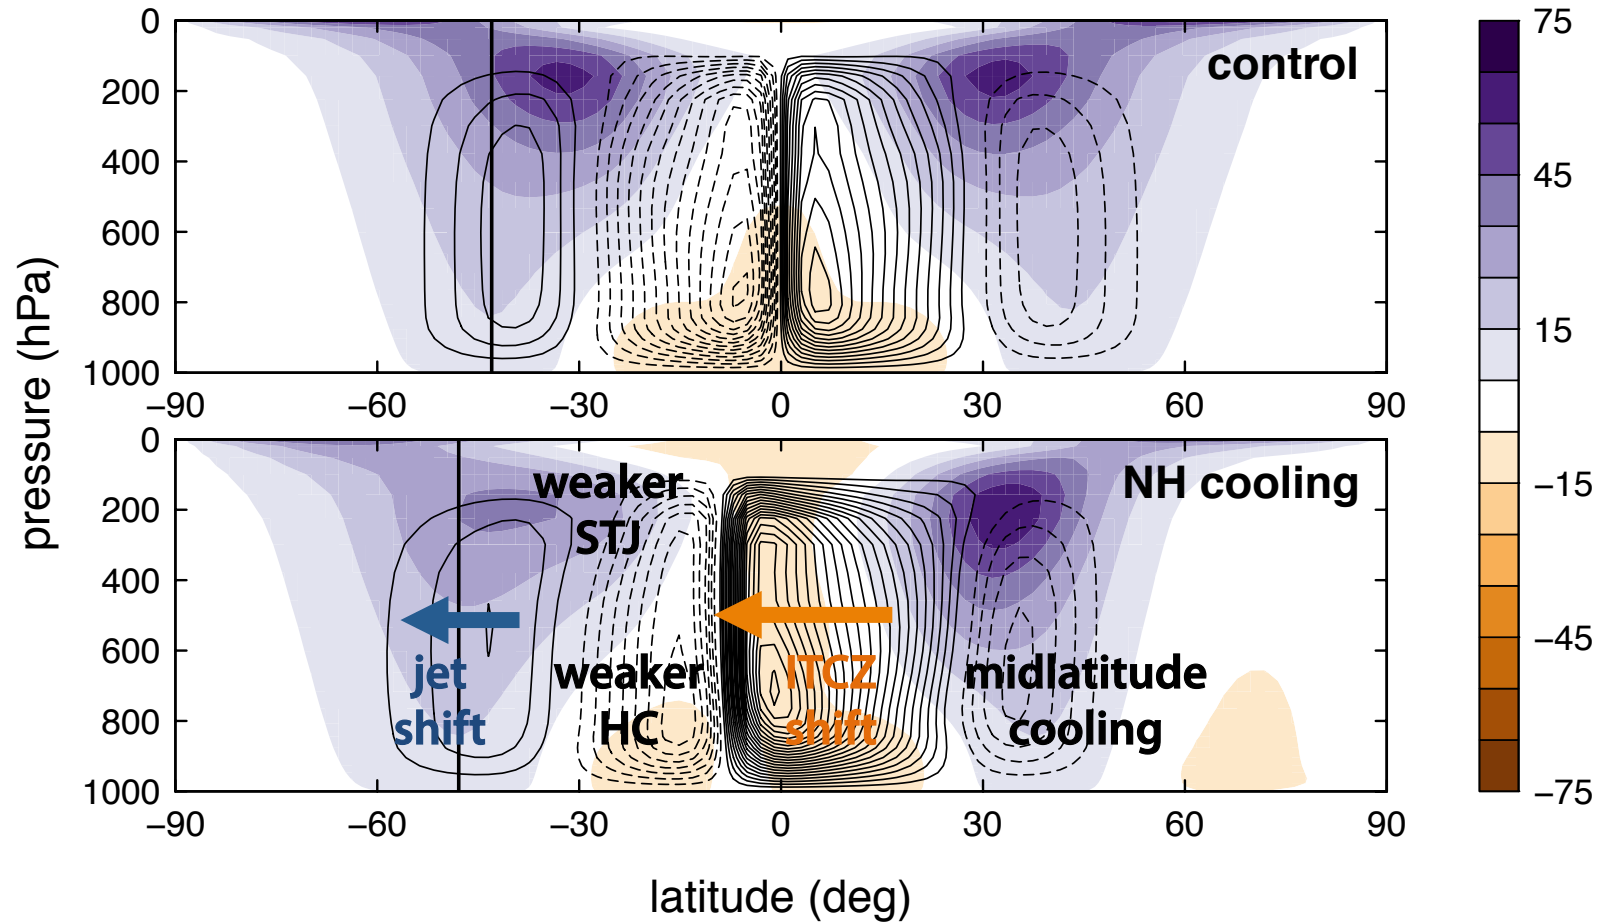 control
0
200
400
600
800
1000
−90 −60 −30 0 30 60 90
pressure (hPa)
NH cooling
weaker
STJ
jet
shift
weaker
HC
ITCZ
shift
midlatitude
cooling
0
200
400
600
800
1000
−90 −60 −30 0 30 60 90
latitude (deg)
75
45
15
−15
−45
−75